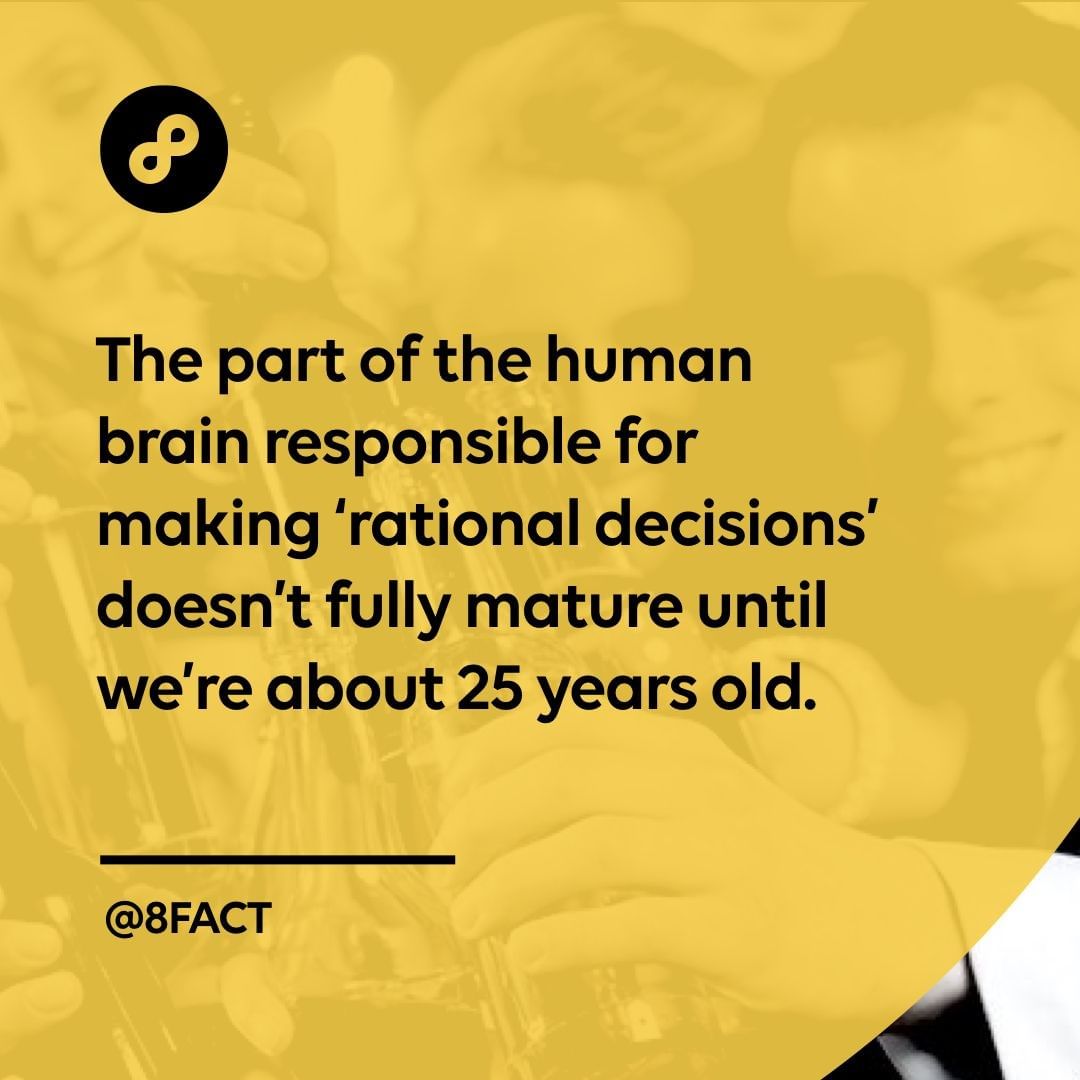 The part of the human
brain responsible for
making ‘rational decisions’
doesn’t fully mature until
we’re about 25 years old.
@8FACT